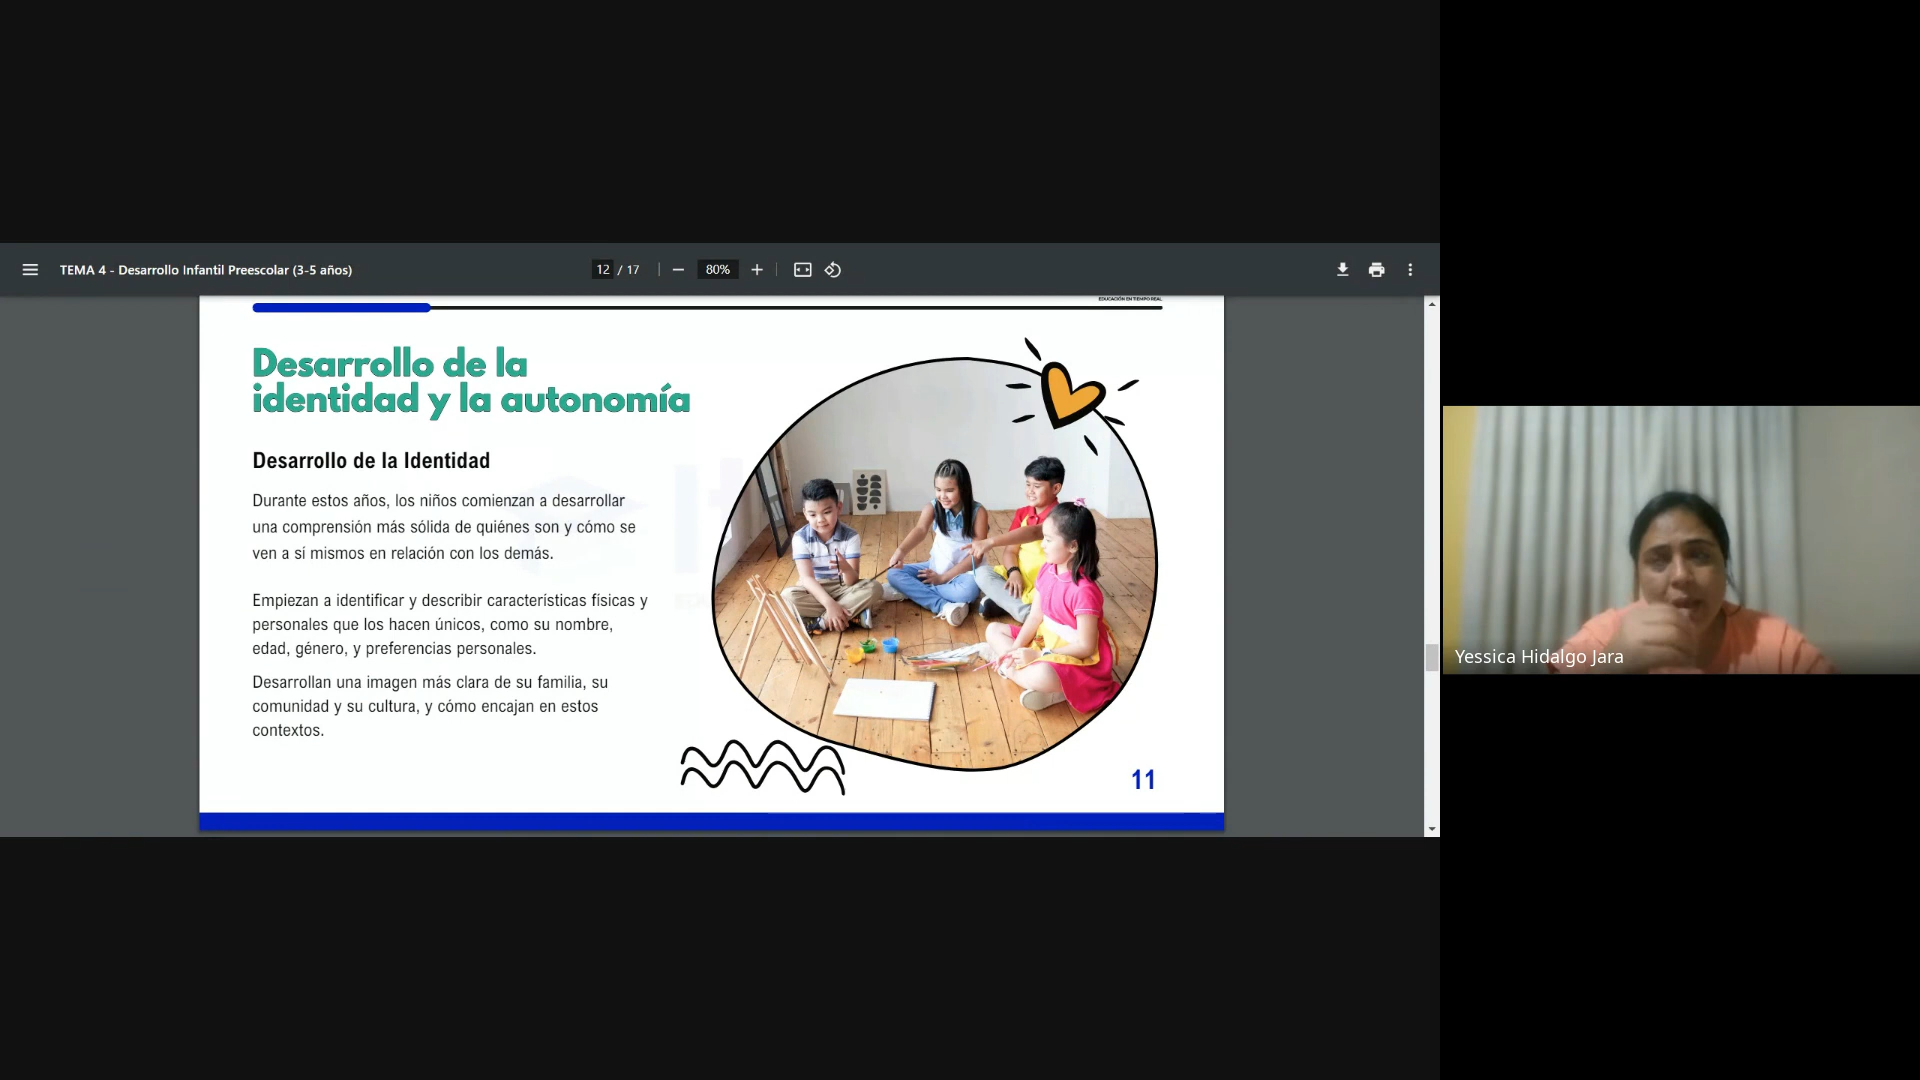 TEMA 4 - Desarrollo Infantil Preescolar (3-5 años)
12 / 17
80%
EDUCACIÓN EN TIEMPO REAL
Desarrollo de la
identidad y la autonomía
Desarrollo de la Identidad
Durante estos años, los niños comienzan a desarrollar
una comprensión más sólida de quiénes son y cómo se
ven a sí mismos en relación con los demás.
Empiezan a identificar y describir características físicas y
personales que los hacen únicos, como su nombre,
edad, género, y preferencias personales.
Desarrollan una imagen más clara de su familia, su
comunidad y su cultura, y cómo encajan en estos
contextos.
11
Yessica Hidalgo Jara